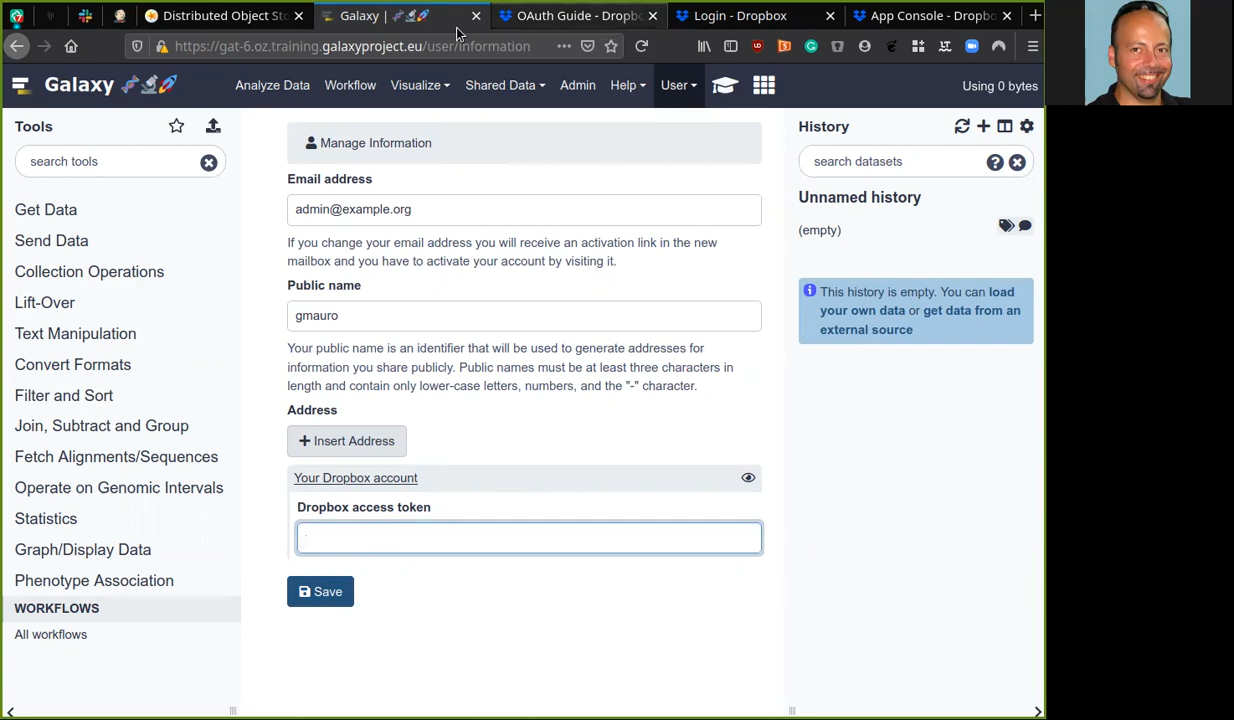 Distributed Object Sto
Galaxy |
OAuth Guide - Dropbo
Login - Dropbox
App Console - Dropbo
https://gat-6.oz.training.galaxyproject.eu/user/information
Galaxy
Analyze Data
Workflow
Visualize
Shared Data
Admin
Help
User
Using 0 bytes
Tools
search tools
Get Data
Send Data
Collection Operations
Lift-Over
Text Manipulation
Convert Formats
Filter and Sort
Join, Subtract and Group
Fetch Alignments/Sequences
Operate on Genomic Intervals
Statistics
Graph/Display Data
Phenotype Association
WORKFLOWS
All workflows
Manage Information
Email address
admin@example.org
If you change your email address you will receive an activation link in the new
mailbox and you have to activate your account by visiting it.
Public name
gmauro
Your public name is an identifier that will be used to generate addresses for
information you share publicly. Public names must be at least three characters in
length and contain only lower-case letters, numbers, and the "-" character.
Address
+ Insert Address
Your Dropbox account
Dropbox access token
Save
History
search datasets
Unnamed history
(empty)
This history is empty. You can load
your own data or get data from an
external source